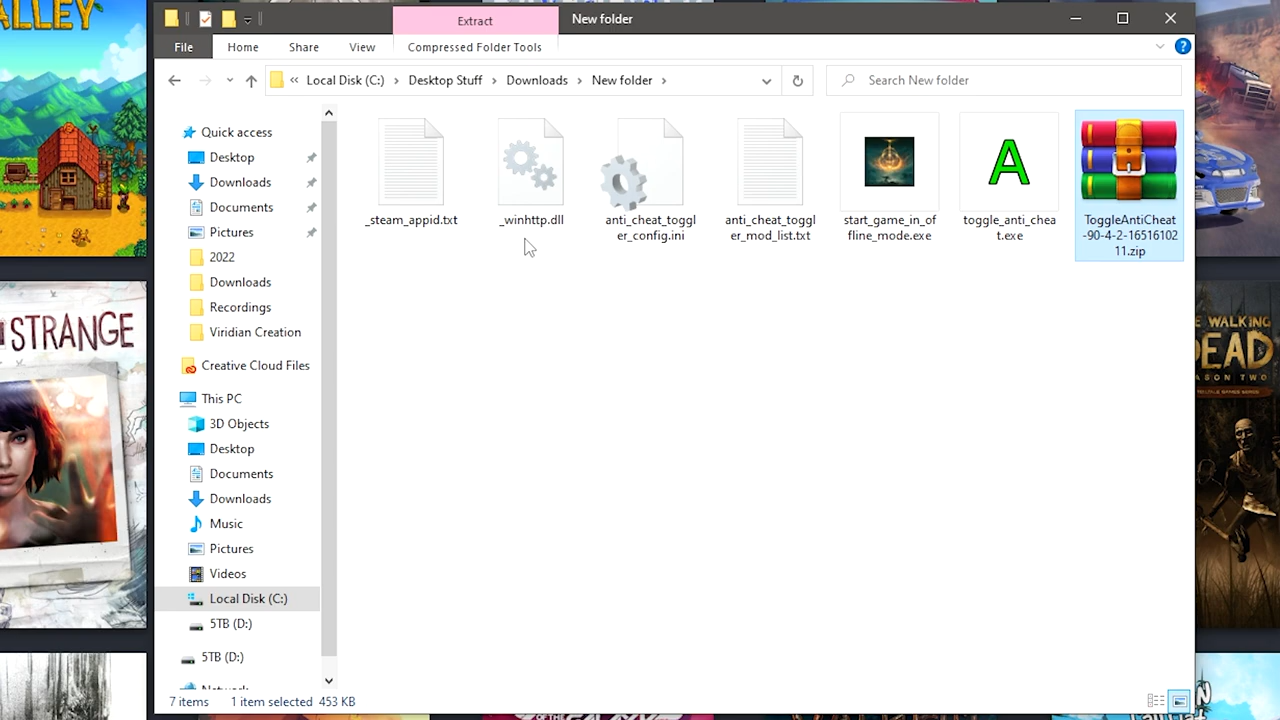 ALLEY
Extract
New folder
File
Home
Share
View
Compressed Folder Tools
?
«
Local Disk (C:)
Desktop Stuff
Downloads
New folder
Search New folder
Quick access
Desktop
Downloads
Documents
Pictures
2022
Downloads
Recordings
Viridian Creation
Creative Cloud Files
This PC
3D Objects
Desktop
Documents
Downloads
Music
Pictures
Videos
Local Disk (C:)
5TB (D:)
5TB (D:)
Network
_steam_appid.txt
_winhttp.dll
anti_cheat_toggl
er_config.ini
anti_cheat_toggl
er_mod_list.txt
start_game_in_of
fline_mode.exe
A
toggle_anti_chea
t.exe
ToggleAntiCheat
-90-4-2-16516102
11.zip
STRANGE
E WALKING
DEAD
ASON TWO
7 items
1 item selected
453 KB